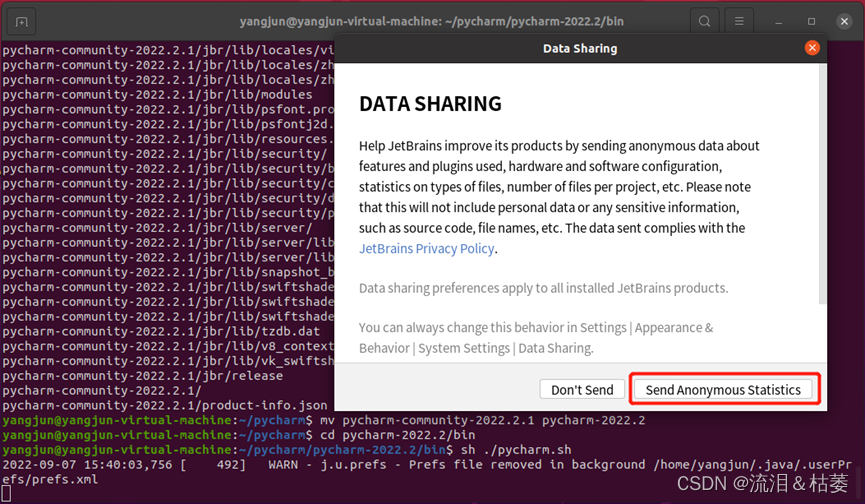 yangjun@yangjun-virtual-machine: ~/pycharm/pycharm-2022.2/bin
pycharm-community-2022.2.1/jbr/lib/locales/vi
pycharm-community-2022.2.1/jbr/lib/locales/zh
pycharm-community-2022.2.1/jbr/lib/locales/zh
pycharm-community-2022.2.1/jbr/lib/modules
pycharm-community-2022.2.1/jbr/lib/psfont.pro
pycharm-community-2022.2.1/jbr/lib/psfontj2d.
pycharm-community-2022.2.1/jbr/lib/resources.
pycharm-community-2022.2.1/jbr/lib/security/
pycharm-community-2022.2.1/jbr/lib/security/b
pycharm-community-2022.2.1/jbr/lib/security/c
pycharm-community-2022.2.1/jbr/lib/security/d
pycharm-community-2022.2.1/jbr/lib/security/p
pycharm-community-2022.2.1/jbr/lib/server/
pycharm-community-2022.2.1/jbr/lib/server/lib
pycharm-community-2022.2.1/jbr/lib/server/lib
pycharm-community-2022.2.1/jbr/lib/snapshot_b
pycharm-community-2022.2.1/jbr/lib/swiftshade
pycharm-community-2022.2.1/jbr/lib/swiftshade
pycharm-community-2022.2.1/jbr/lib/swiftshade
pycharm-community-2022.2.1/jbr/lib/tzdb.dat
pycharm-community-2022.2.1/jbr/lib/v8_context
pycharm-community-2022.2.1/jbr/lib/vk_swiftsh
pycharm-community-2022.2.1/jbr/release
pycharm-community-2022.2.1/
pycharm-community-2022.2.1/product-info.json
Data Sharing
DATA SHARING
Help JetBrains improve its products by sending anonymous data about
features and plugins used, hardware and software configuration,
statistics on types of files, number of files per project, etc. Please note
that this will not include personal data or any sensitive information,
such as source code, file names, etc. The data sent complies with the
JetBrains Privacy Policy.
Data sharing preferences apply to all installed JetBrains products.
You can always change this behavior in Settings | Appearance &
Behavior | System Settings | Data Sharing.
Don't Send
Send Anonymous Statistics
yangjun@yangjun-virtual-machine:~/pycharm$ mv pycharm-community-2022.2.1 pycharm-2022.2
yangjun@yangjun-virtual-machine:~/pycharm$ cd pycharm-2022.2/bin
yangjun@yangjun-virtual-machine:~/pycharm/pycharm-2022.2/bin$ sh ./pycharm.sh
2022-09-07 15:40:03,756 [    492]   WARN - j.u.prefs - Prefs file removed in background /home/yangjun/.java/.userPr
efs/prefs.xml
CSDN @流泪＆枯萎